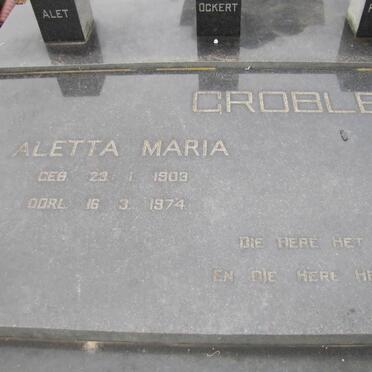 ALET OCKERT
GROBLE
ALETTA MARIA
GEB. 23. 1. 1903
OORL. 16. 3. 1974
DIE HERE HET
EN DIE HERE HE